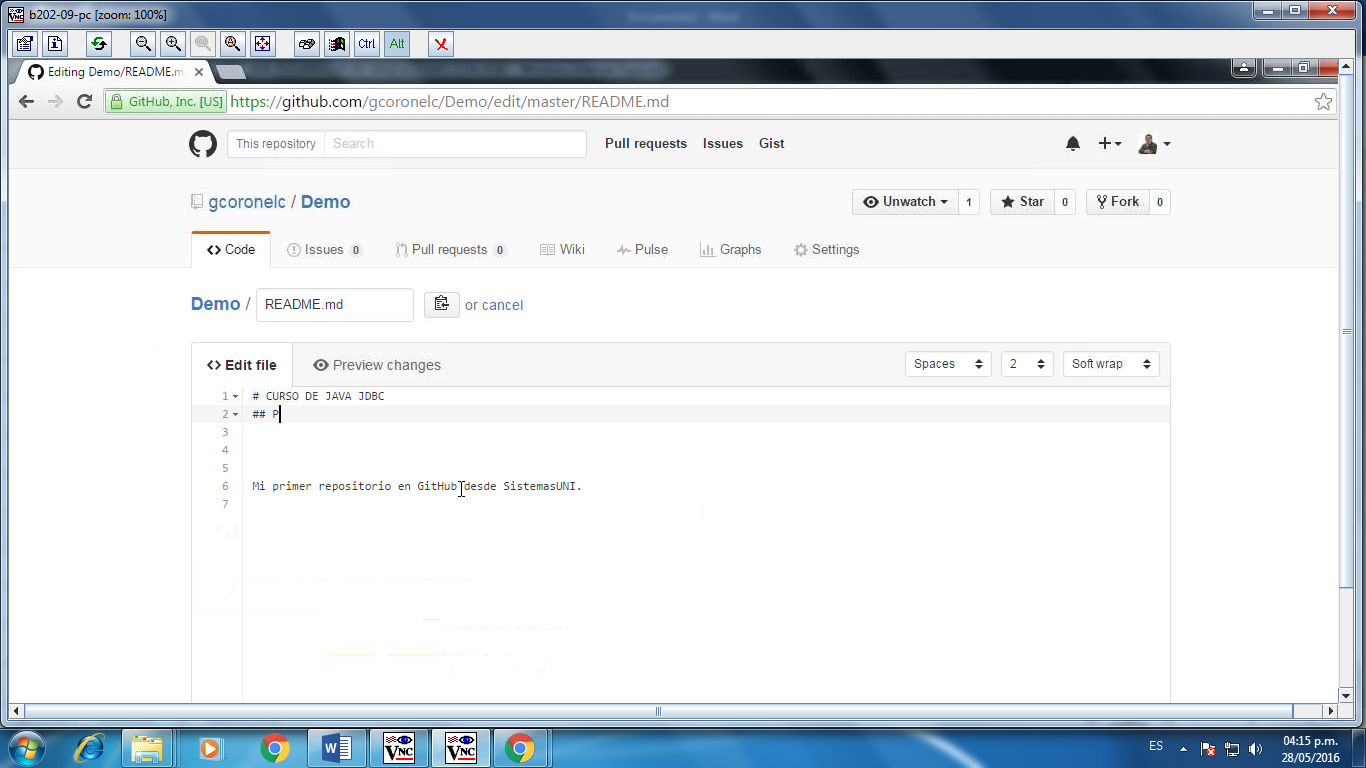 b202-09-pc [zoom: 100%]
Ctrl Alt
Editing Demo/README.m
GitHub, Inc. [US] https://github.com/gcoronelc/Demo/edit/master/README.md
This repository Search Pull requests Issues Gist
gcoronelc / Demo Unwatch 1 Star 0 Fork 0
Code Issues 0 Pull requests 0 Wiki Pulse Graphs Settings
Demo / README.md or cancel
Edit file Preview changes Spaces 2 Soft wrap
1 # CURSO DE JAVA JDBC
2 ## P
3
4
5
6 Mi primer repositorio en GitHub desde SistemasUNI.
7
ES 04:15 p.m.
28/05/2016